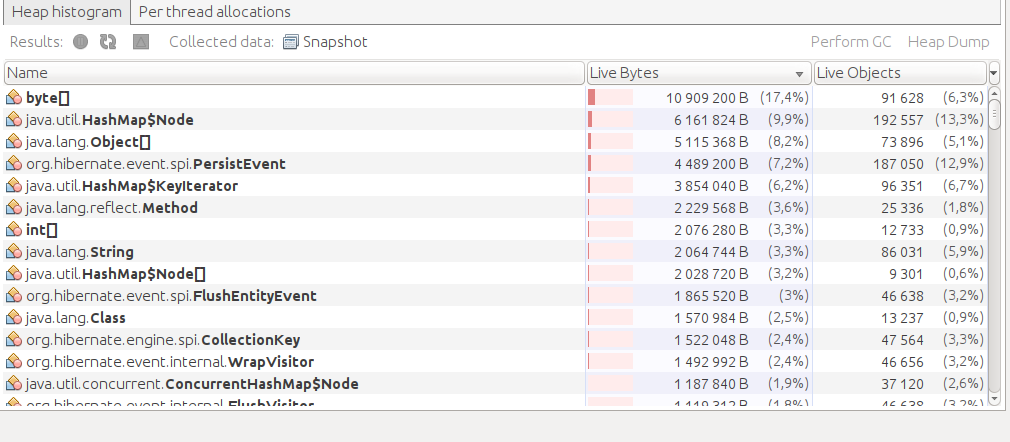 Heap histogram Per thread allocations
Results: Collected data: Snapshot Perform GC Heap Dump
Name Live Bytes Live Objects
byte[] 10 909 200 B (17,4%) 91 628 (6,3%)
java.util.HashMap$Node 6 161 824 B (9,9%) 192 557 (13,3%)
java.lang.Object[] 5 115 368 B (8,2%) 73 896 (5,1%)
org.hibernate.event.spi.PersistEvent 4 489 200 B (7,2%) 187 050 (12,9%)
java.util.HashMap$KeyIterator 3 854 040 B (6,2%) 96 351 (6,7%)
java.lang.reflect.Method 2 229 568 B (3,6%) 25 336 (1,8%)
int[] 2 076 280 B (3,3%) 12 733 (0,9%)
java.lang.String 2 064 744 B (3,3%) 86 031 (5,9%)
java.util.HashMap$Node[] 2 028 720 B (3,2%) 9 301 (0,6%)
org.hibernate.event.spi.FlushEntityEvent 1 865 520 B (3%) 46 638 (3,2%)
java.lang.Class 1 570 984 B (2,5%) 13 237 (0,9%)
org.hibernate.engine.spi.CollectionKey 1 522 048 B (2,4%) 47 564 (3,3%)
org.hibernate.event.internal.WrapVisitor 1 492 992 B (2,4%) 46 656 (3,2%)
java.util.concurrent.ConcurrentHashMap$Node 1 187 840 B (1,9%) 37 120 (2,6%)
org.hibernate.event.internal.FlushVisitor 1 119 312 B (1,8%) 46 638 (3,2%)